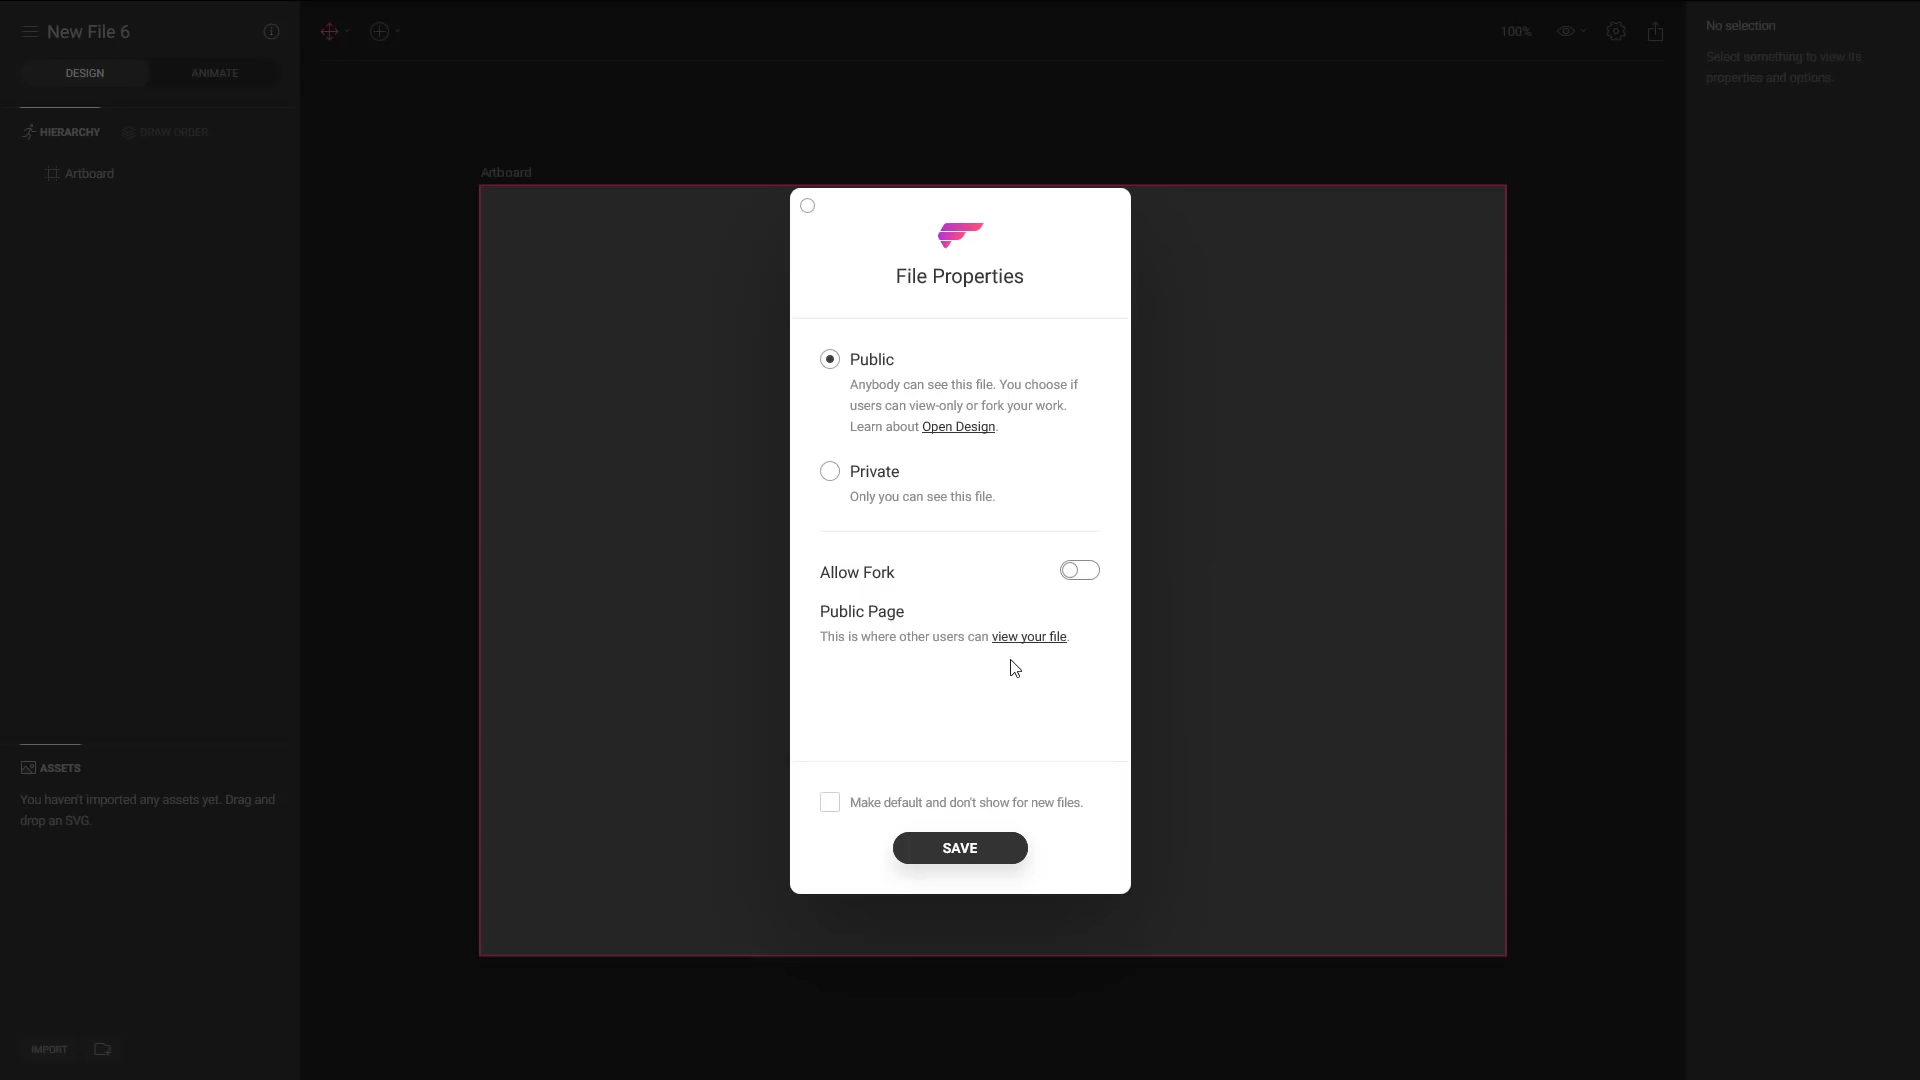 New File 6
DESIGN
ANIMATE
HIERARCHY
DRAW ORDER
Artboard
ASSETS
You haven't imported any assets yet. Drag and
drop an SVG.
IMPORT
100%
Artboard
File Properties
Public
Anybody can see this file. You choose if
users can view-only or fork your work.
Learn about Open Design.
Private
Only you can see this file.
Allow Fork
Public Page
This is where other users can view your file.
Make default and don't show for new files.
SAVE
No selection
Select something to view its
properties and options.